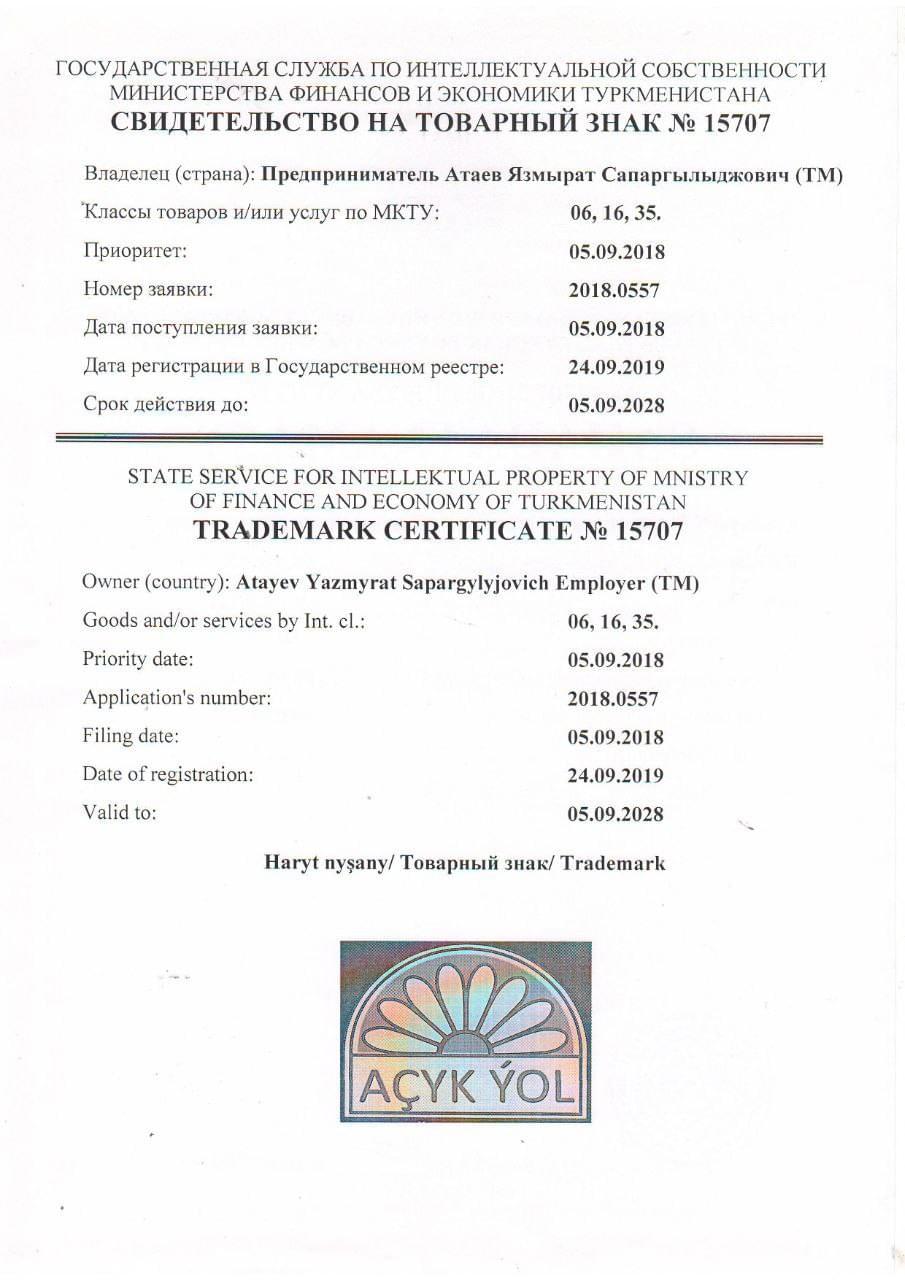 ГОСУДАРСТВЕННАЯ СЛУЖБА ПО ИНТЕЛЛЕКТУАЛЬНОЙ СОБСТВЕННОСТИ
МИНИСТЕРСТВА ФИНАНСОВ И ЭКОНОМИКИ ТУРКМЕНИСТАНА
СВИДЕТЕЛЬСТВО НА ТОВАРНЫЙ ЗНАК № 15707
Владелец (страна): Предприниматель Атаев Язмырат Сапаргылыджович (TM)
Классы товаров и/или услуг по МКТУ: 06, 16, 35.
Приоритет: 05.09.2018
Номер заявки: 2018.0557
Дата поступления заявки: 05.09.2018
Дата регистрации в Государственном реестре: 24.09.2019
Срок действия до: 05.09.2028
STATE SERVICE FOR INTELLEKTUAL PROPERTY OF MNISTRY
OF FINANCE AND ECONOMY OF TURKMENISTAN
TRADEMARK CERTIFICATE № 15707
Owner (country): Atayev Yazmyrat Sapargylyjovich Employer (TM)
Goods and/or services by Int. cl.: 06, 16, 35.
Priority date: 05.09.2018
Application's number: 2018.0557
Filing date: 05.09.2018
Date of registration: 24.09.2019
Valid to: 05.09.2028
Haryt nyşany/ Товарный знак/ Trademark
AÇYK ÝOL